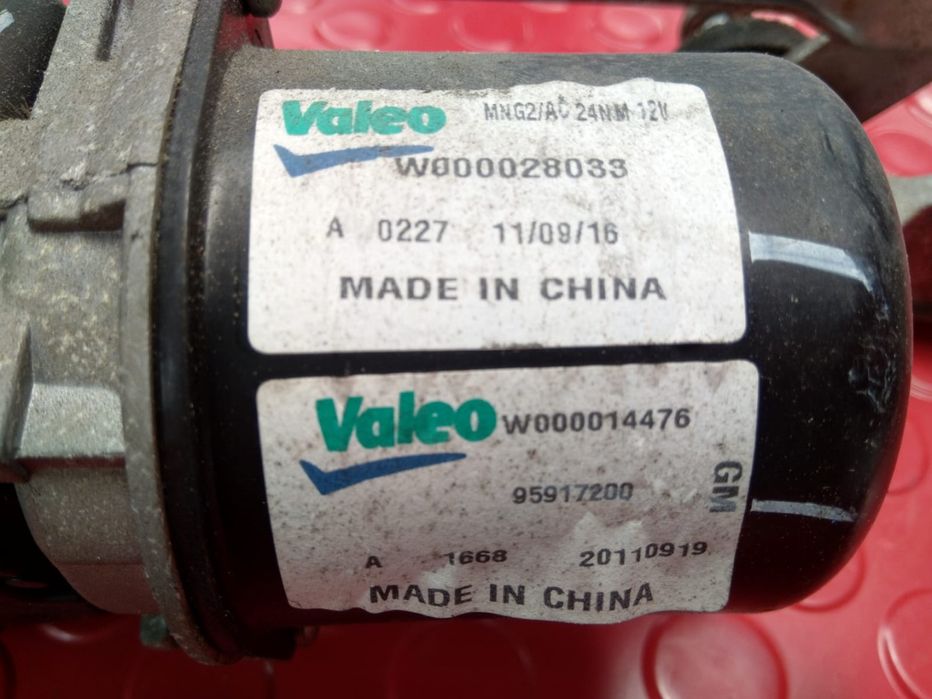 Valeo MNG2/AC 24NM 12V
W000028033
A 0227 11/09/16
MADE IN CHINA
Valeo W000014476
95917200
GM
A 1668 20110919
MADE IN CHINA